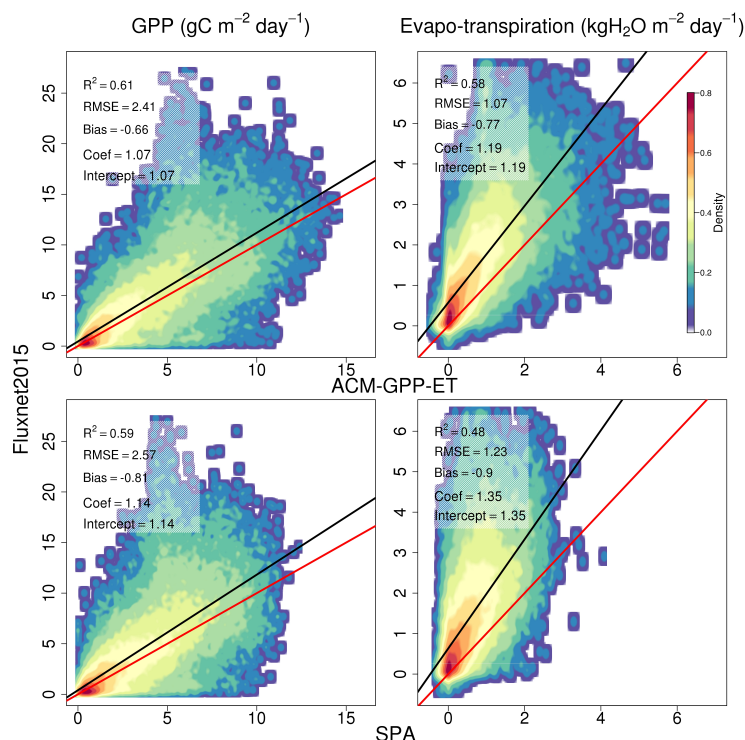 GPP (gC m−2 day−1)
Evapo-transpiration (kgH2O m−2 day−1)
R2 = 0.61
RMSE = 2.41
Bias = -0.66
Coef = 1.07
Intercept = 1.07
0 5 10 15 20 25
0 5 10 15
R2 = 0.58
RMSE = 1.07
Bias = -0.77
Coef = 1.19
Intercept = 1.19
0 1 2 3 4 5 6
0 2 4 6
0.8
0.6
0.4
0.2
0.0
Density
ACM-GPP-ET
Fluxnet2015
R2 = 0.59
RMSE = 2.57
Bias = -0.81
Coef = 1.14
Intercept = 1.14
0 5 10 15 20 25
0 5 10 15
R2 = 0.48
RMSE = 1.23
Bias = -0.9
Coef = 1.35
Intercept = 1.35
0 1 2 3 4 5 6
0 2 4 6
SPA